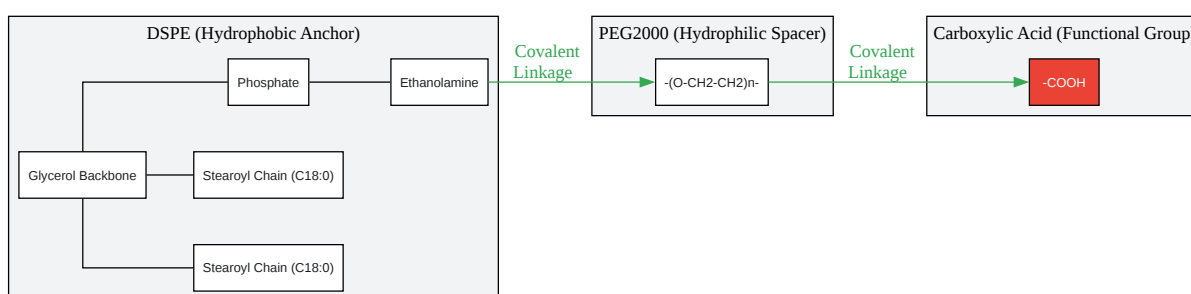 DSPE (Hydrophobic Anchor)
Phosphate
Ethanolamine
Glycerol Backbone
Stearoyl Chain (C18:0)
Stearoyl Chain (C18:0)
Covalent
Linkage
PEG2000 (Hydrophilic Spacer)
-(O-CH2-CH2)n-
Covalent
Linkage
Carboxylic Acid (Functional Group)
-COOH